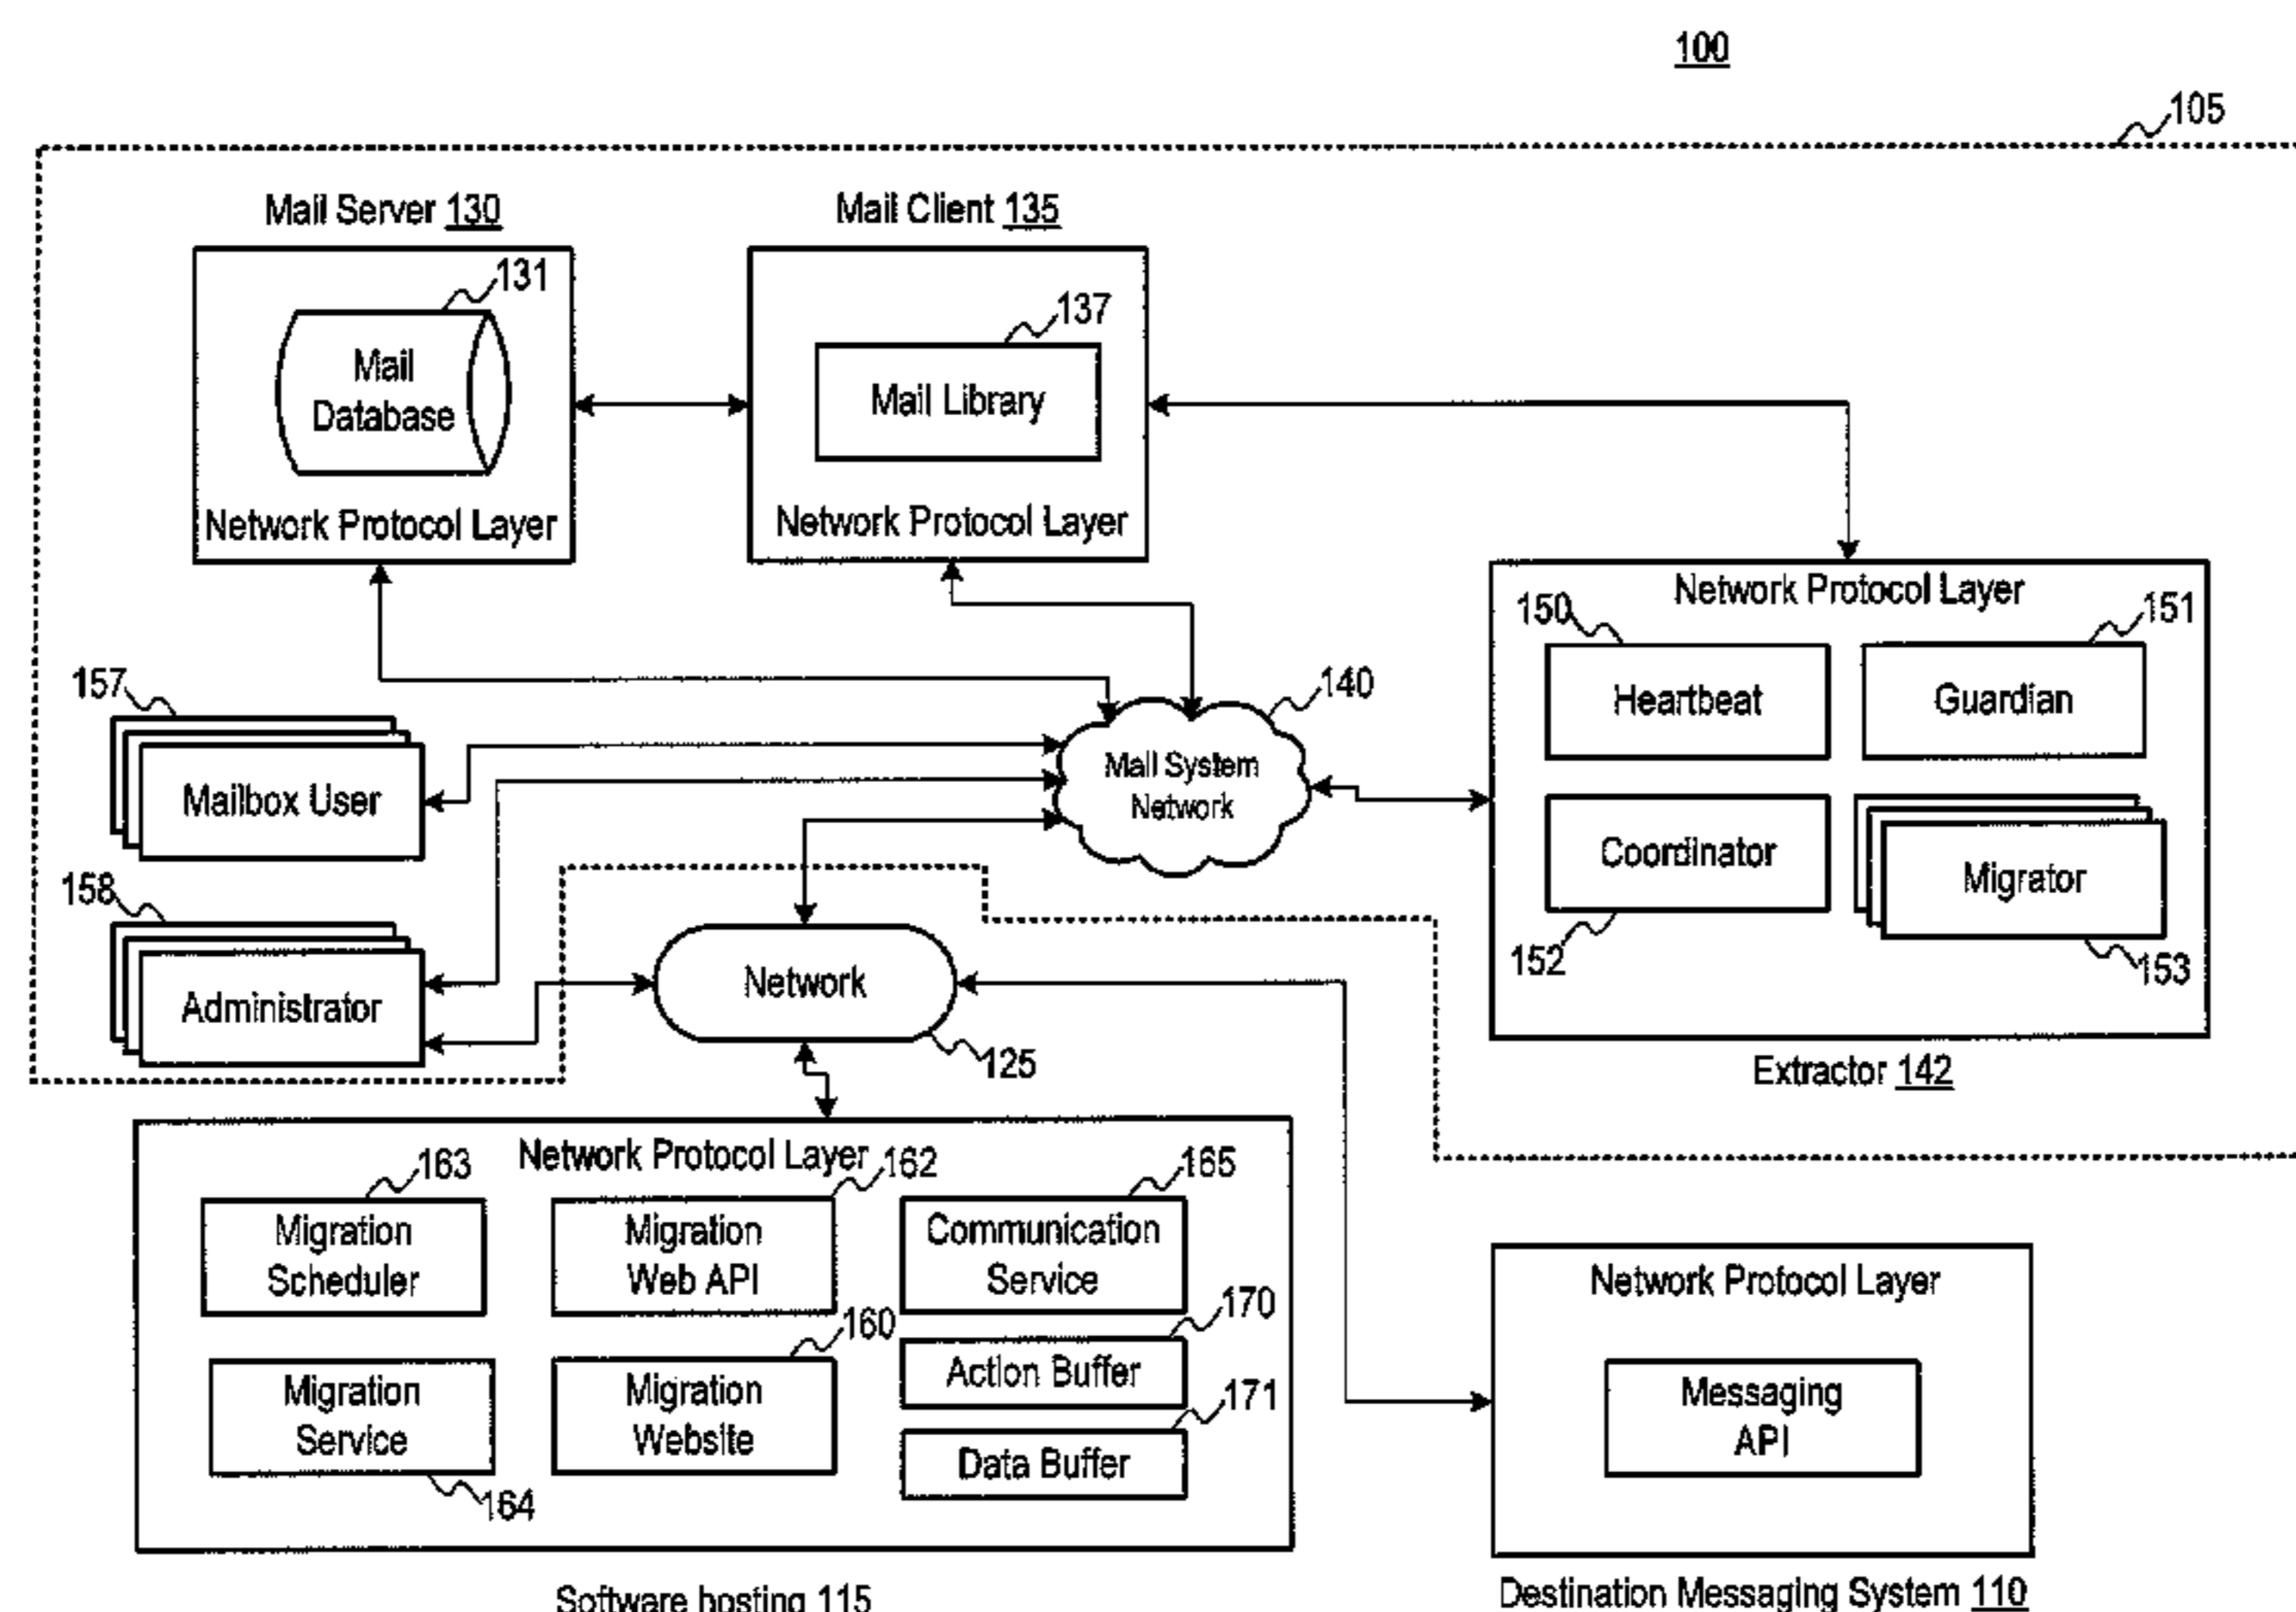 100
105
Mail Server 130
Mail Client 135
131
Mail
Database
Network Protocol Layer
137
Mail Library
Network Protocol Layer
Network Protocol Layer
150
151
Heartbeat
Guardian
Coordinator
Migrator
152
153
Extractor 142
157
Mailbox User
140
Mail System
Network
158
Administrator
Network
125
Network Protocol Layer
163
162
165
Migration
Scheduler
Migration
Web API
Communication
Service
160
170
Migration
Service
Migration
Website
Action Buffer
171
Data Buffer
164
Software hosting 115
Network Protocol Layer
Messaging
API
Destination Messaging System 110